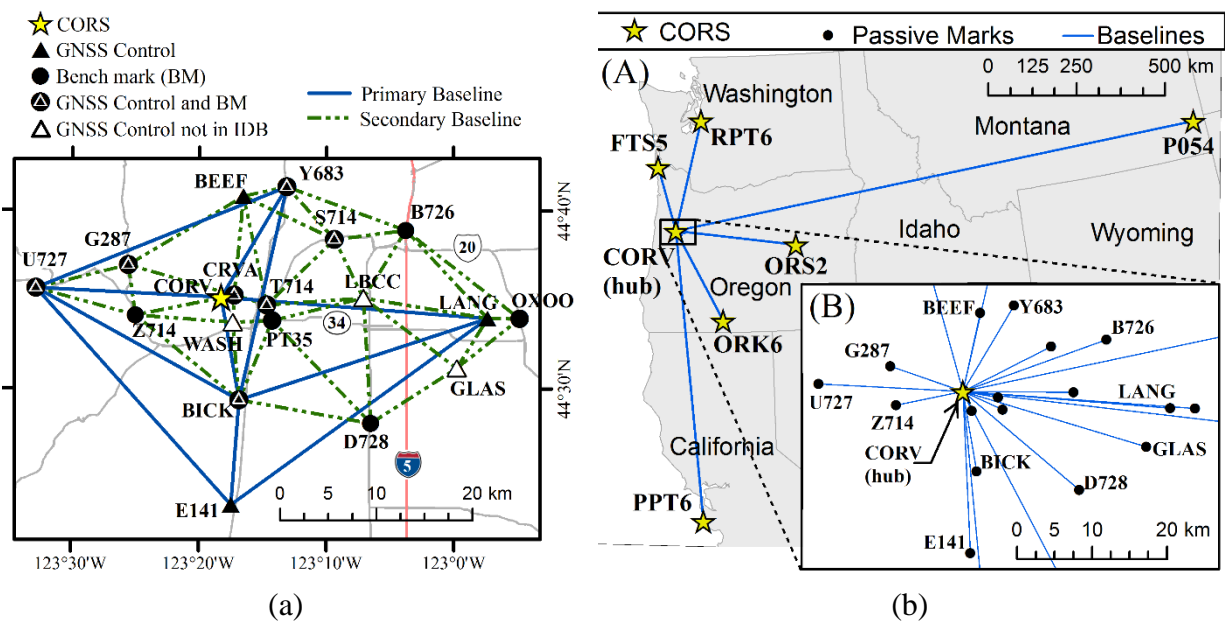 CORS
GNSS Control
Bench mark (BM)
GNSS Control and BM
GNSS Control not in IDB
Primary Baseline
Secondary Baseline
BEEF
Y683
S714
B726
G287
U727
20
CRVA
CORV
T714
LBCC
LANG
OXOO
Z714
WASH
PT35
34
GLAS
BICK
D728
5
E141
0 10 20 km
44°40'N
44°30'N
123°30'W
123°20'W
123°10'W
123°0'W
(a)
CORS
Passive Marks
Baselines
(A)
0 125 250 500 km
Washington
Montana
FTS5
RPT6
P054
CORV
(hub)
ORS2
Idaho
Wyoming
Oregon
ORK6
California
PPT6
(B)
BEEF
Y683
B726
G287
U727
LANG
Z714
CORV
(hub)
GLAS
BICK
D728
E141
0 10 20 km
(b)